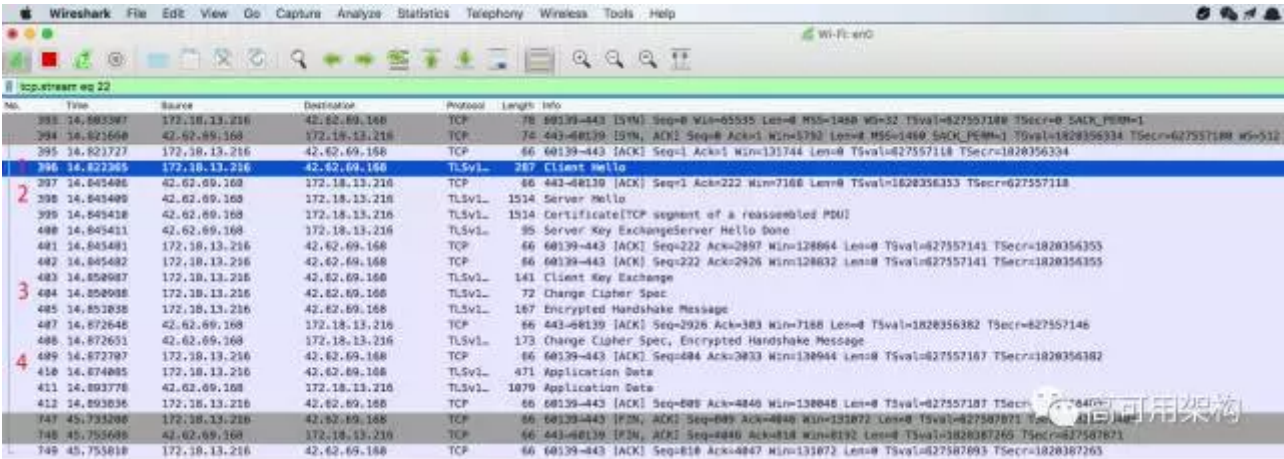 Wireshark File Edit View Go Capture Analyze Statistics Telephony Wireless Tools Help
Wi-Fi: en0
tcp.stream eq 22
No. Time Source Destination Protocol Length Info
393 14.803307 172.18.13.216 42.62.69.168 TCP 78 60139→443 [SYN] Seq=0 Win=65535 Len=0 MSS=1460 WS=32 TSval=627557100 TSecr=0 SACK_PERM=1
394 14.821660 42.62.69.168 172.18.13.216 TCP 74 443→60139 [SYN, ACK] Seq=0 Ack=1 Win=5792 Len=0 MSS=1460 SACK_PERM=1 TSval=1820356334 TSecr=627557100 WS=512
395 14.821727 172.18.13.216 42.62.69.168 TCP 66 60139→443 [ACK] Seq=1 Ack=1 Win=131744 Len=0 TSval=627557118 TSecr=1820356334
1 396 14.822365 172.18.13.216 42.62.69.168 TLSv1… 287 Client Hello
397 14.845406 42.62.69.168 172.18.13.216 TCP 66 443→60139 [ACK] Seq=1 Ack=222 Win=7168 Len=0 TSval=1820356353 TSecr=627557118
2 398 14.845409 42.62.69.168 172.18.13.216 TLSv1… 1514 Server Hello
399 14.845410 42.62.69.168 172.18.13.216 TLSv1… 1514 Certificate[TCP segment of a reassembled PDU]
400 14.845411 42.62.69.168 172.18.13.216 TLSv1… 95 Server Key ExchangeServer Hello Done
401 14.845481 172.18.13.216 42.62.69.168 TCP 66 60139→443 [ACK] Seq=222 Ack=2897 Win=128864 Len=0 TSval=627557141 TSecr=1820356355
402 14.845482 172.18.13.216 42.62.69.168 TCP 66 60139→443 [ACK] Seq=222 Ack=2926 Win=128832 Len=0 TSval=627557141 TSecr=1820356355
403 14.850987 172.18.13.216 42.62.69.168 TLSv1… 141 Client Key Exchange
3 404 14.850988 172.18.13.216 42.62.69.168 TLSv1… 72 Change Cipher Spec
405 14.851038 172.18.13.216 42.62.69.168 TLSv1… 167 Encrypted Handshake Message
407 14.872648 42.62.69.168 172.18.13.216 TCP 66 443→60139 [ACK] Seq=2926 Ack=303 Win=7168 Len=0 TSval=1820356382 TSecr=627557146
408 14.872651 42.62.69.168 172.18.13.216 TLSv1… 173 Change Cipher Spec, Encrypted Handshake Message
4 409 14.872707 172.18.13.216 42.62.69.168 TCP 66 60139→443 [ACK] Seq=404 Ack=3033 Win=130944 Len=0 TSval=627557167 TSecr=1820356382
410 14.874085 172.18.13.216 42.62.69.168 TLSv1… 471 Application Data
411 14.893778 42.62.69.168 172.18.13.216 TLSv1… 1079 Application Data
412 14.893836 172.18.13.216 42.62.69.168 TCP 66 60139→443 [ACK] Seq=809 Ack=4046 Win=130048 Len=0 TSval=627557187
747 45.733200 172.18.13.216 42.62.69.168 TCP 66 60139→443 [FIN, ACK] Seq=809 Ack=4046 Win=131072 Len=0 TSval=627587871
748 45.753609 42.62.69.168 172.18.13.216 TCP 66 443→60139 [FIN, ACK] Seq=4046 Ack=810 Win=8192 Len=0 TSval=1820387265 TSecr=627587871
749 45.755010 172.18.13.216 42.62.69.168 TCP 66 60139→443 [ACK] Seq=810 Ack=4047 Win=131072 Len=0 TSval=627587893 TSecr=1820387265
高可用架构